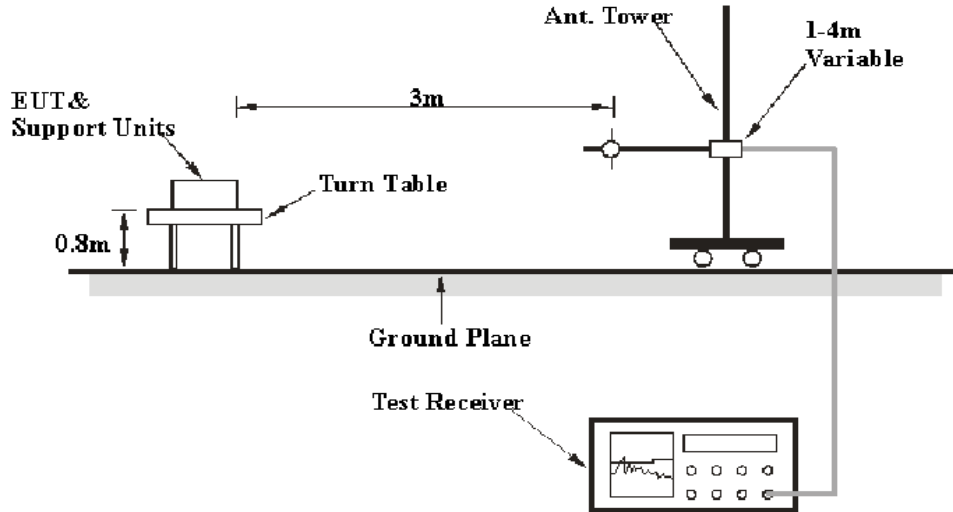 Ant. Tower
1-4m
Variable
3m
EUT&
Support Units
Turn Table
0.8m
Ground Plane
Test Receiver